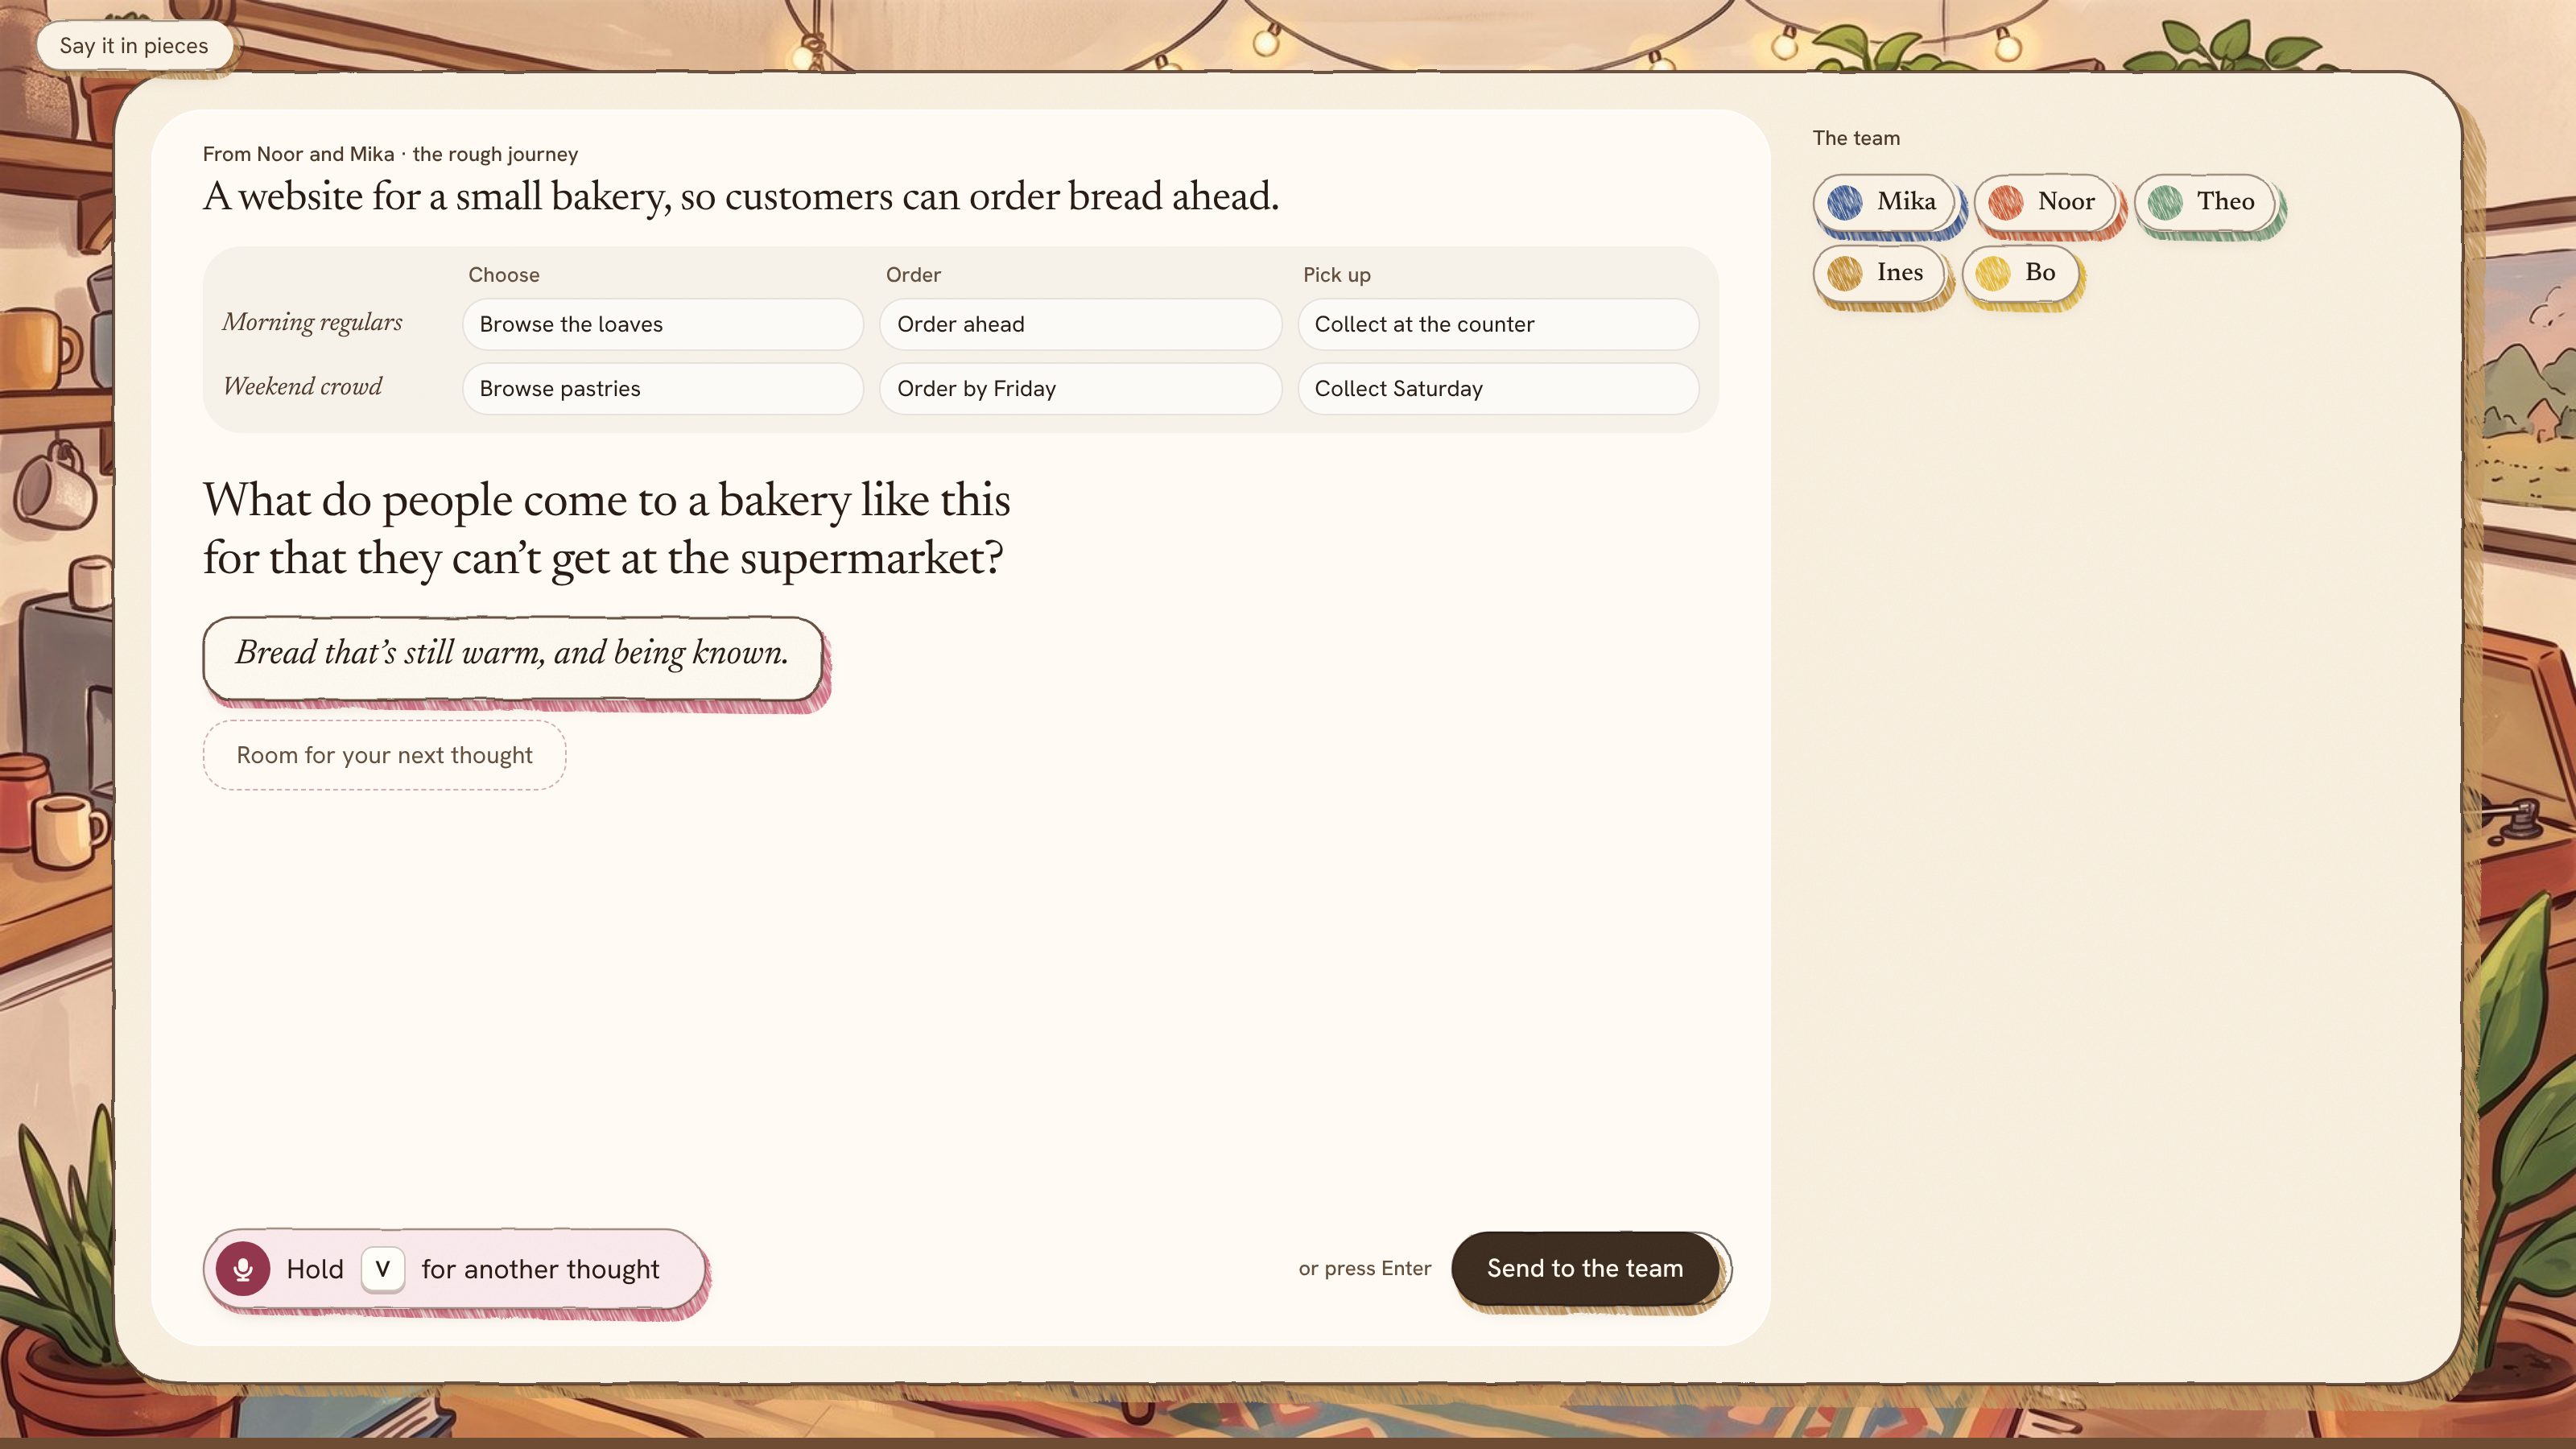 Say it in pieces
From Noor and Mika · the rough journey
A website for a small bakery, so customers can order bread ahead.
Choose Order Pick up
Morning regulars Browse the loaves Order ahead Collect at the counter
Weekend crowd Browse pastries Order by Friday Collect Saturday
What do people come to a bakery like this
for that they can’t get at the supermarket?
Bread that’s still warm, and being known.
Room for your next thought
Hold V for another thought
or press Enter Send to the team
The team
Mika Noor Theo
Ines Bo